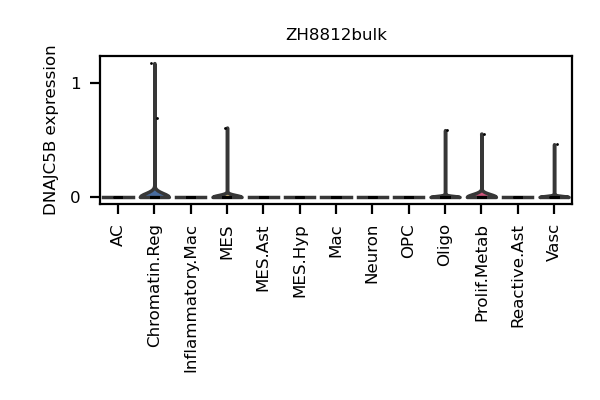 ZH8812bulk
DNAJC5B expression
1
0
AC
Chromatin.Reg
Inflammatory.Mac
MES
MES.Ast
MES.Hyp
Mac
Neuron
OPC
Oligo
Prolif.Metab
Reactive.Ast
Vasc